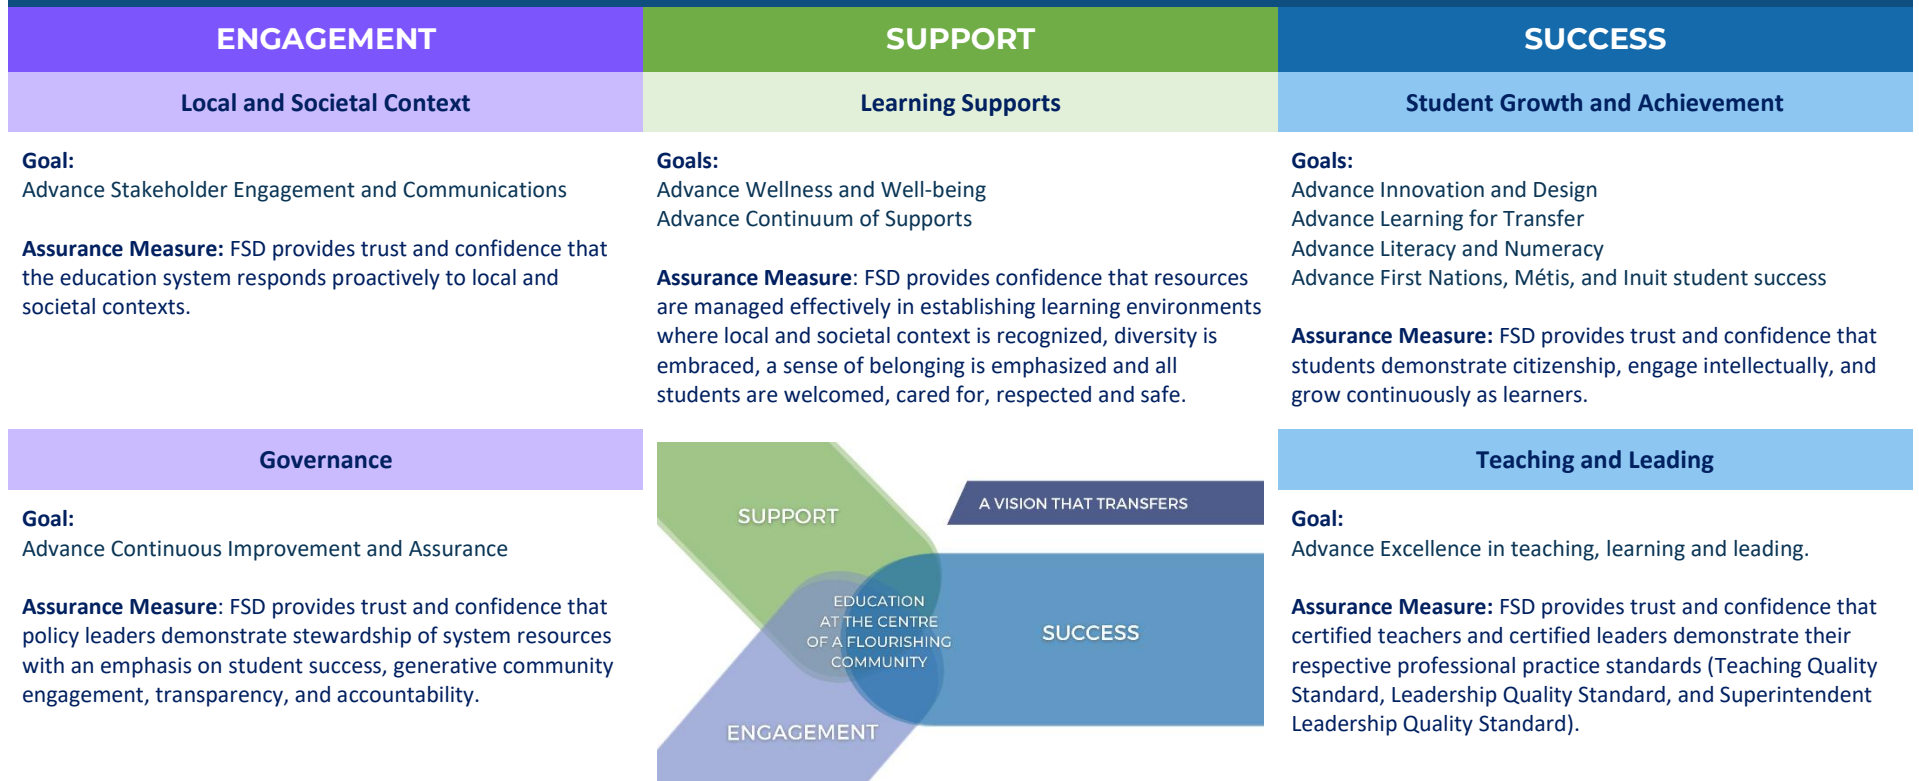 ENGAGEMENT
Local and Societal Context
Goal:
Advance Stakeholder Engagement and Communications
Assurance Measure: FSD provides trust and confidence that
the education system responds proactively to local and
societal contexts.
Governance
Goal:
Advance Continuous Improvement and Assurance
Assurance Measure: FSD provides trust and confidence that
policy leaders demonstrate stewardship of system resources
with an emphasis on student success, generative community
engagement, transparency, and accountability.
SUPPORT
Learning Supports
Goals:
Advance Wellness and Well-being
Advance Continuum of Supports
Assurance Measure: FSD provides confidence that resources
are managed effectively in establishing learning environments
where local and societal context is recognized, diversity is
embraced, a sense of belonging is emphasized and all
students are welcomed, cared for, respected and safe.
SUPPORT
A VISION THAT TRANSFERS
EDUCATION
AT THE CENTRE
OF A FLOURISHING
COMMUNITY
SUCCESS
ENGAGEMENT
SUCCESS
Student Growth and Achievement
Goals:
Advance Innovation and Design
Advance Learning for Transfer
Advance Literacy and Numeracy
Advance First Nations, Métis, and Inuit student success
Assurance Measure: FSD provides trust and confidence that
students demonstrate citizenship, engage intellectually, and
grow continuously as learners.
Teaching and Leading
Goal:
Advance Excellence in teaching, learning and leading.
Assurance Measure: FSD provides trust and confidence that
certified teachers and certified leaders demonstrate their
respective professional practice standards (Teaching Quality
Standard, Leadership Quality Standard, and Superintendent
Leadership Quality Standard).